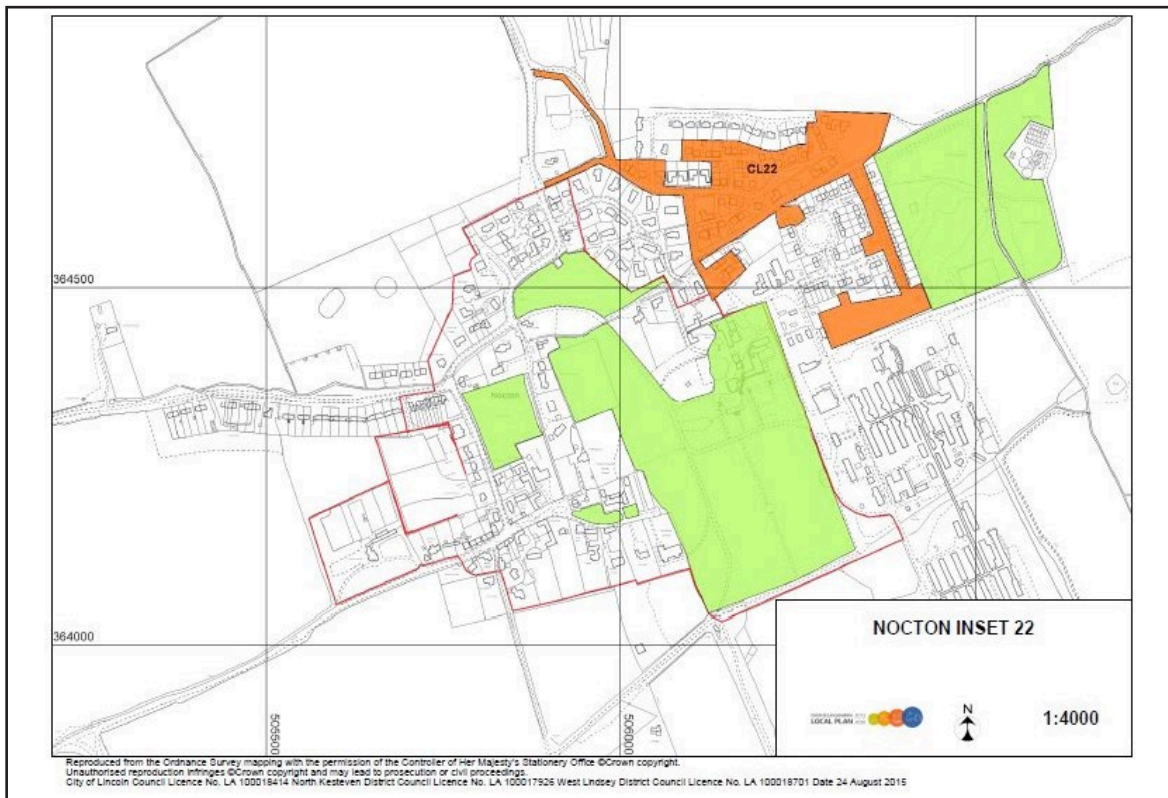 CL22
364500
Nocton
364000
505500
505000
NOCTON INSET 22
LOCAL PLAN
N
1:4000
Reproduced from the Ordnance Survey mapping with the permission of the Controller of Her Majesty's Stationery Office ©Crown copyright.
Unauthorised reproduction infringes ©Crown copyright and may lead to prosecution or civil proceedings.
City of Lincoln Council Licence No. LA 100018414 North Kesteven District Council Licence No. LA 100017926 West Lindsey District Council Licence No. LA 100018701 Date 24 August 2015